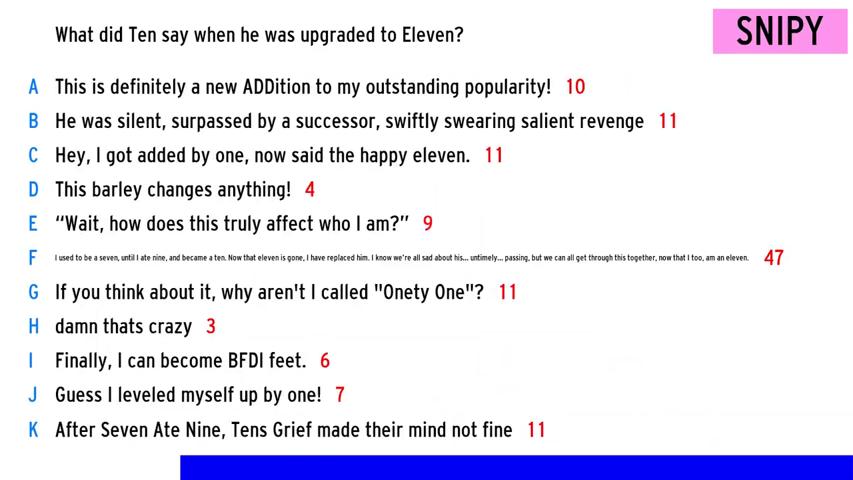 What did Ten say when he was upgraded to Eleven?
SNIPY
A This is definitely a new ADDition to my outstanding popularity! 10
B He was silent, surpassed by a successor, swiftly swearing salient revenge 11
C Hey, I got added by one, now said the happy eleven. 11
D This barley changes anything! 4
E “Wait, how does this truly affect who I am?” 9
F I used to be a seven, until I ate nine, and became a ten. Now that eleven is gone, I have replaced him. I know we're all sad about his... untimely... passing, but we can all get through this together, now that I too, am an eleven. 47
G If you think about it, why aren't I called "Onety One"? 11
H damn thats crazy 3
I Finally, I can become BFDI feet. 6
J Guess I leveled myself up by one! 7
K After Seven Ate Nine, Tens Grief made their mind not fine 11